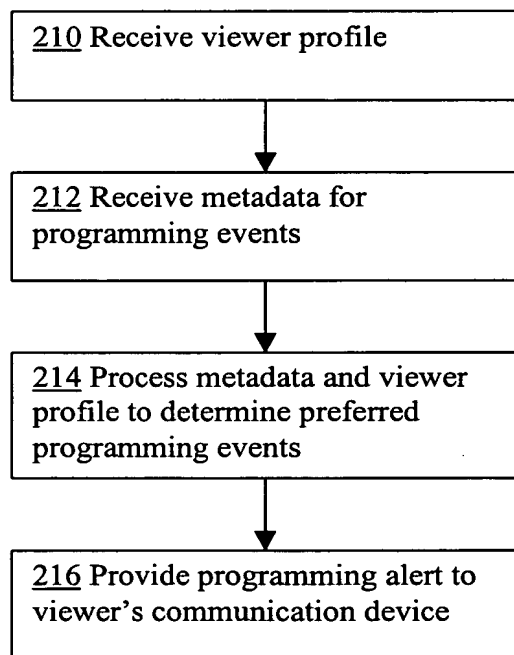 210 Receive viewer profile
212 Receive metadata for
programming events
214 Process metadata and viewer
profile to determine preferred
programming events
216 Provide programming alert to
viewer's communication device